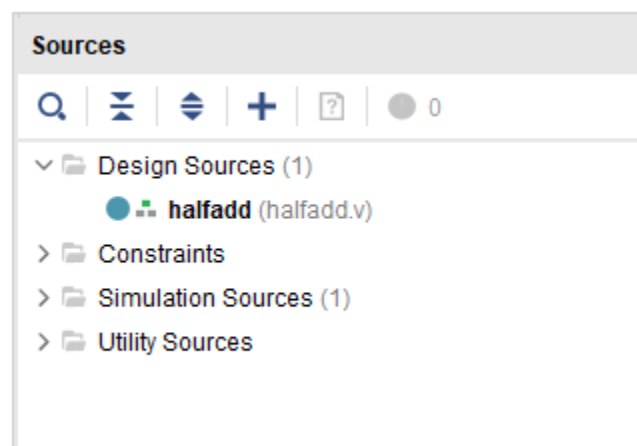 Sources
0
Design Sources (1)
halfadd (halfadd.v)
Constraints
Simulation Sources (1)
Utility Sources